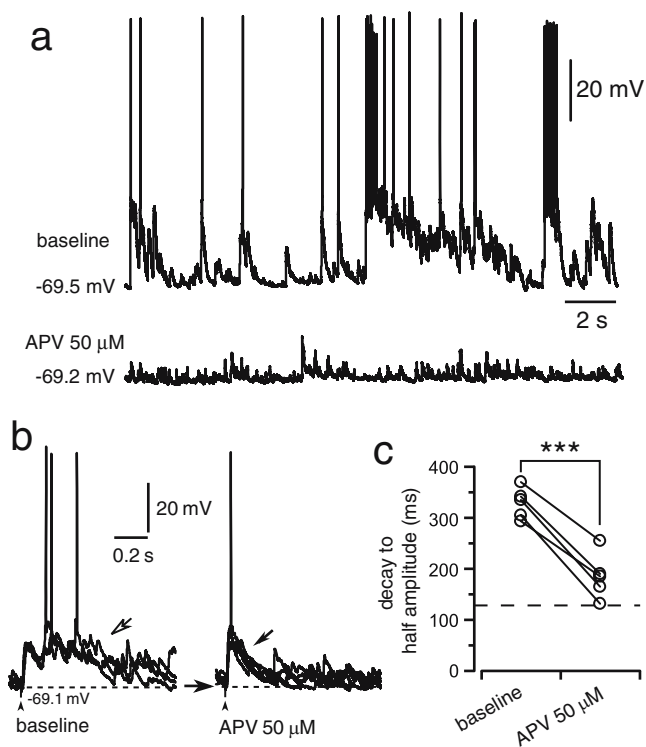 a
20 mV
baseline
-69.5 mV
2 s
APV 50 µM
-69.2 mV
b
20 mV
0.2 s
-69.1 mV
baseline
APV 50 µM
c
***
decay to
half amplitude (ms)
400
300
200
100
0
baseline
APV 50 µM